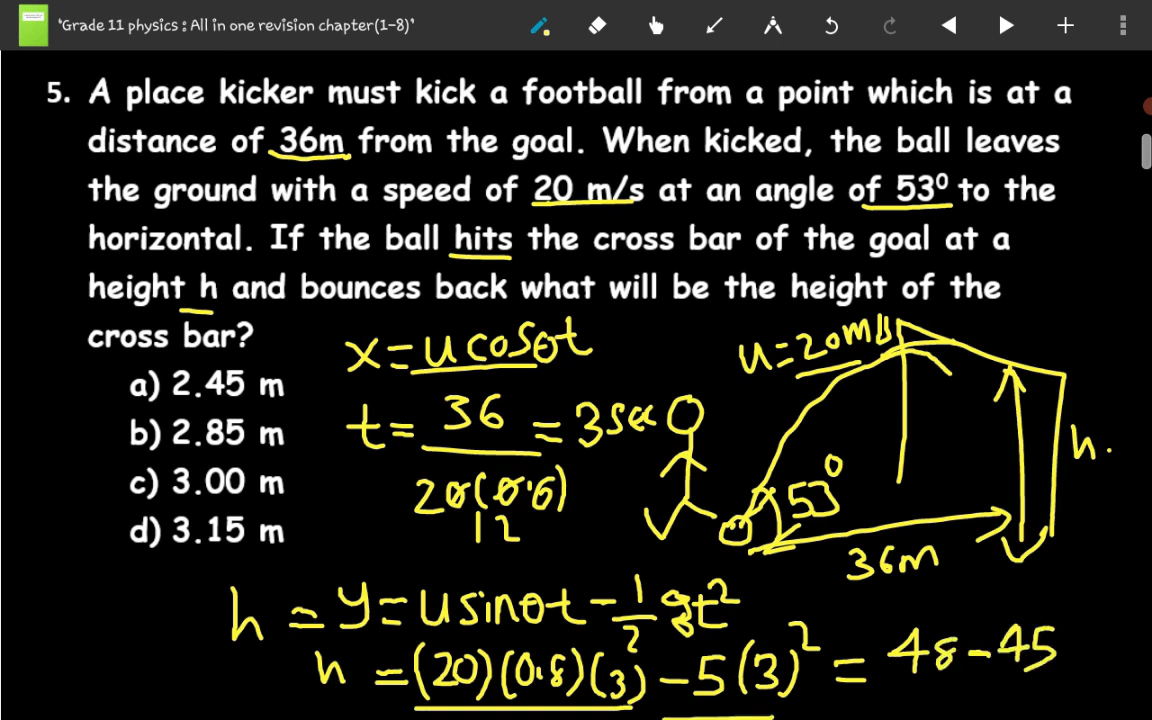 'Grade 11 physics : All in one revision chapter(1-8)'
5. A place kicker must kick a football from a point which is at a
distance of 36m from the goal. When kicked, the ball leaves
the ground with a speed of 20 m/s at an angle of 53⁰ to the
horizontal. If the ball hits the cross bar of the goal at a
height h and bounces back what will be the height of the
cross bar?
a) 2.45 m
b) 2.85 m
c) 3.00 m
d) 3.15 m
x = u cosθt
t = 36 = 3sec
20(0.6)
12
u = 20m/s
53⁰
h.
36m
h = y = u sinθt - 1/2 gt²
h = (20)(0.8)(3) - 5(3)² = 48-45